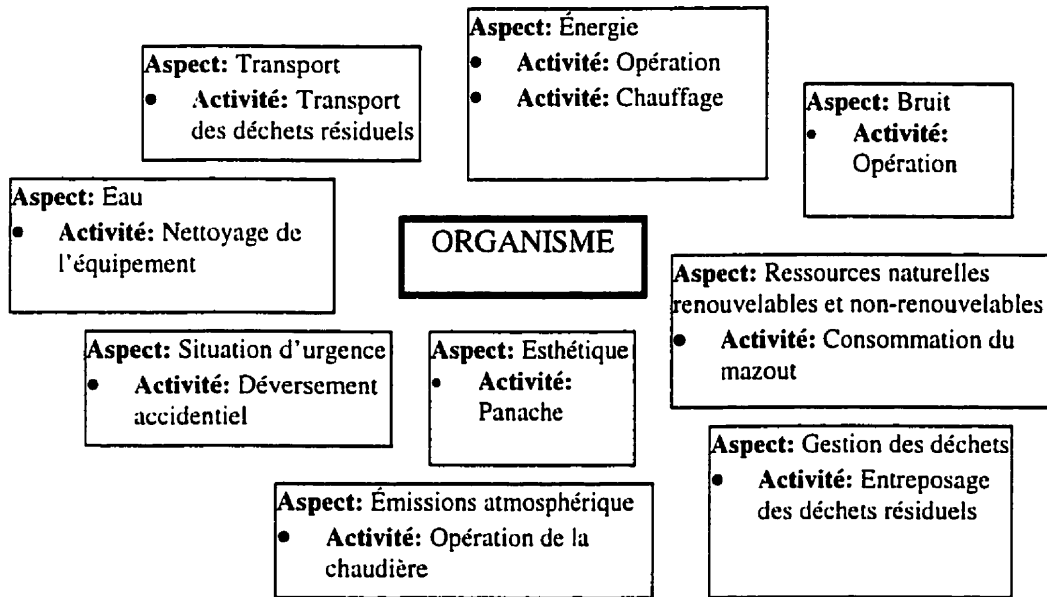 Aspect: Énergie
• Activité: Opération
• Activité: Chauffage
Aspect: Transport
• Activité: Transport
des déchets résiduels
Aspect: Bruit
• Activité:
Opération
Aspect: Eau
• Activité: Nettoyage de
l'équipement
ORGANISME
Aspect: Ressources naturelles
renouvelables et non-renouvelables
• Activité: Consommation du
mazout
Aspect: Situation d'urgence
• Activité: Déversement
accidentiel
Aspect: Esthétique
• Activité:
Panache
Aspect: Gestion des déchets
• Activité: Entreposage
des déchets résiduels
Aspect: Émissions atmosphérique
• Activité: Opération de la
chaudière